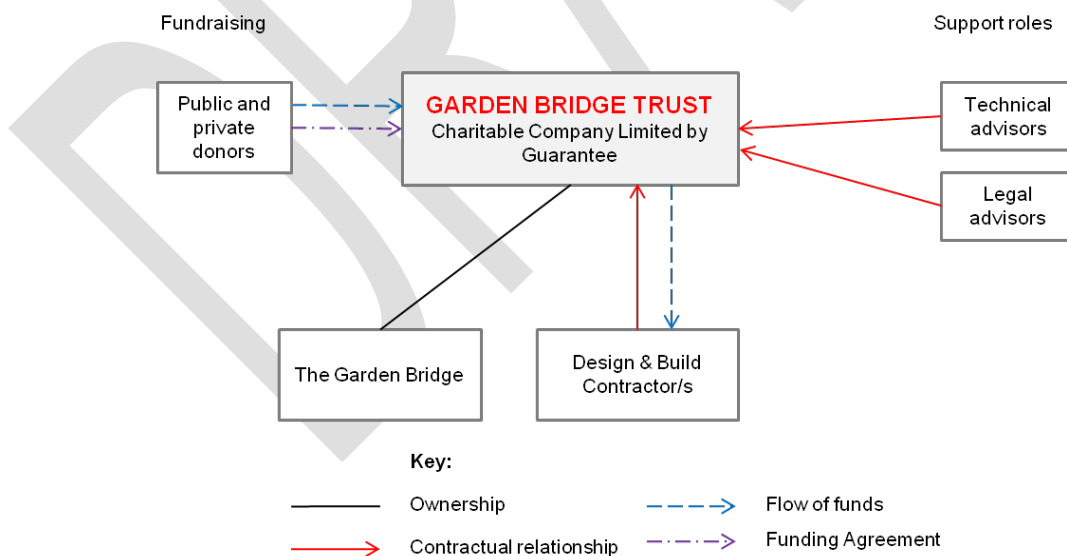 Fundraising
Support roles
Public and
private
donors
GARDEN BRIDGE TRUST
Charitable Company Limited by
Guarantee
Technical
advisors
Legal
advisors
The Garden Bridge
Design & Build
Contractor/s
Key:
Ownership
Flow of funds
Contractual relationship
Funding Agreement